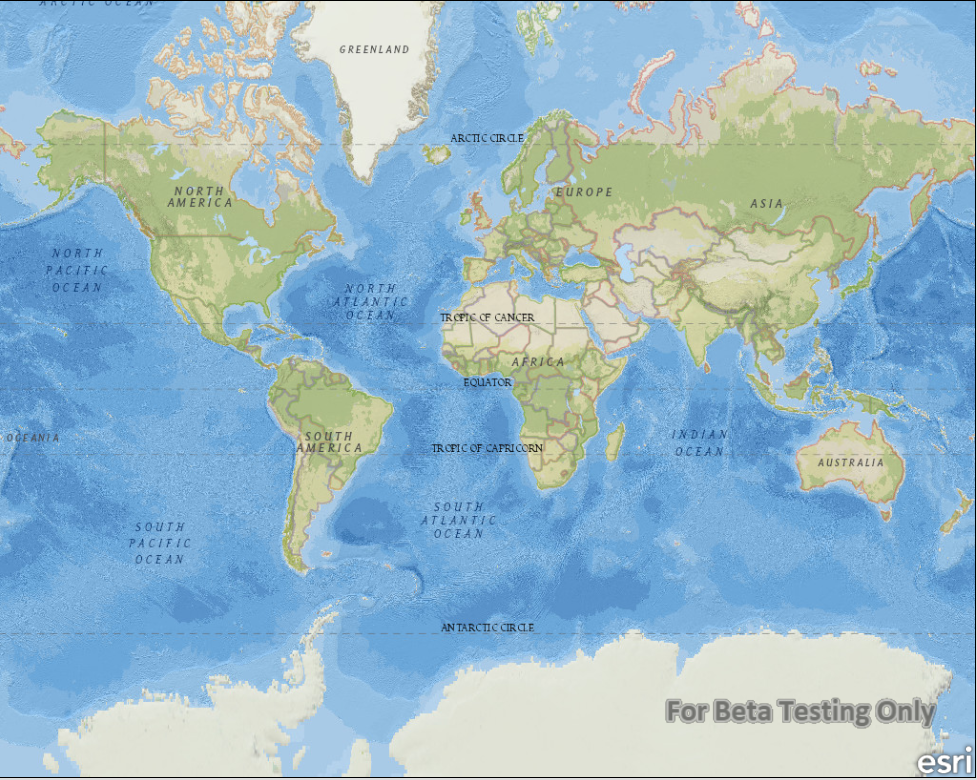 ARCTIC OCEAN
GREENLAND
ARCTIC CIRCLE
NORTH
AMERICA
EUROPE
ASIA
NORTH
PACIFIC
OCEAN
NORTH
ATLANTIC
OCEAN
TROPIC OF CANCER
AFRICA
EQUATOR
OCEANIA
SOUTH
AMERICA
TROPIC OF CAPRICORN
INDIAN
OCEAN
AUSTRALIA
SOUTH
ATLANTIC
OCEAN
SOUTH
PACIFIC
OCEAN
ANTARCTIC CIRCLE
For Beta Testing Only
esri